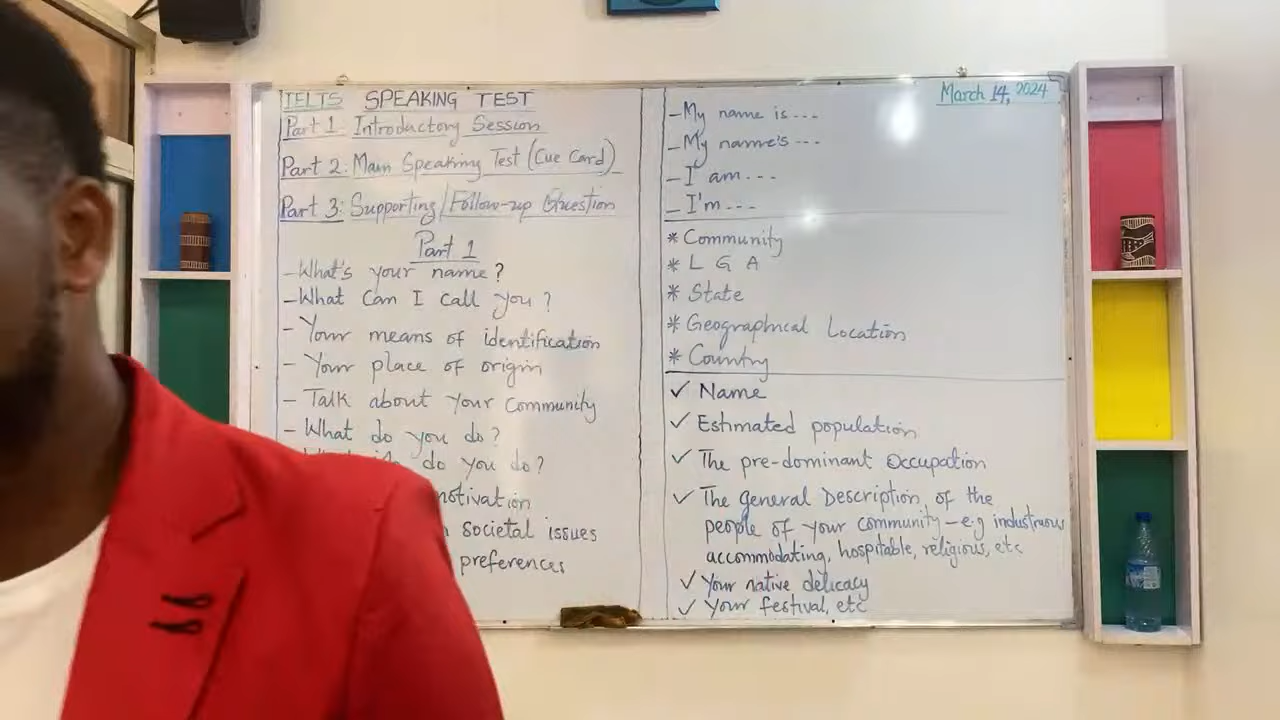 IELTS SPEAKING TEST
Part 1: Introductory Session
Part 2: Main Speaking Test (Cue Card)
Part 3: Supporting/Follow-up Question
Part 1
- What's your name?
- What Can I call you?
- Your means of identification
- Your place of origin
- Talk about your Community
- What do you do?
do you do?
motivation
societal issues
preferences
March 14, 2024
- My name is ---
- My name's ---
- I am ---
- I'm ---
* Community
* L G A
* State
* Geographical Location
* Country
✓ Name
✓ Estimated population
✓ The pre-dominant Occupation
✓ The general Description of the
people of your community - e.g industruous
accommodating, hospitable, religious, etc
✓ Your native delicacy
✓ Your festival, etc